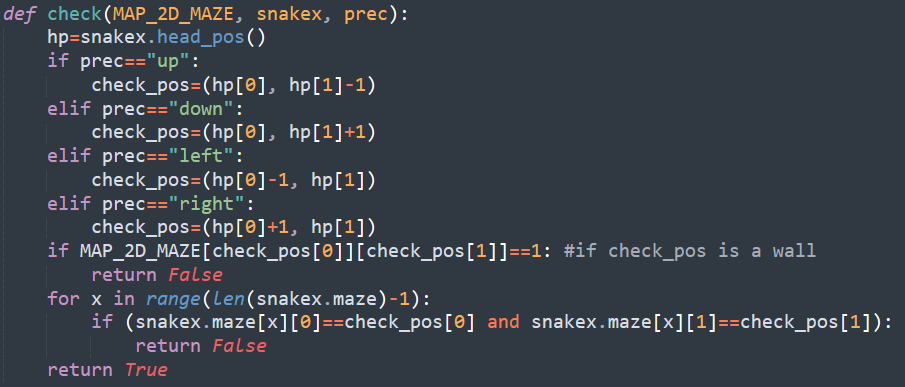 def check(MAP_2D_MAZE, snakex, prec):
    hp=snakex.head_pos()
    if prec=="up":
        check_pos=(hp[0], hp[1]-1)
    elif prec=="down":
        check_pos=(hp[0], hp[1]+1)
    elif prec=="left":
        check_pos=(hp[0]-1, hp[1])
    elif prec=="right":
        check_pos=(hp[0]+1, hp[1])
    if MAP_2D_MAZE[check_pos[0]][check_pos[1]]==1: #if check_pos is a wall
        return False
    for x in range(len(snakex.maze)-1):
        if (snakex.maze[x][0]==check_pos[0] and snakex.maze[x][1]==check_pos[1]):
            return False
    return True